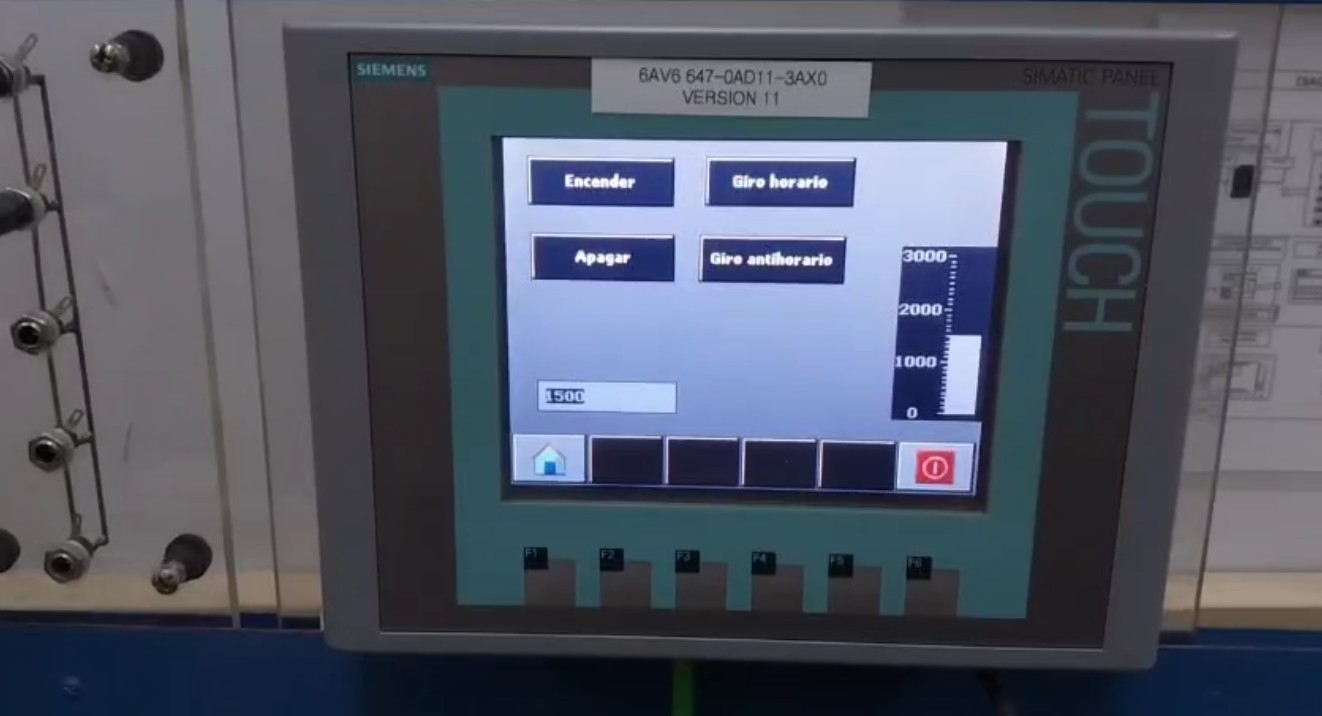 SIEMENS
6AV6 647-0AD11-3AX0
VERSION 11
SIMATIC PANEL
TOUCH
Encender
Giro horario
Apagar
Giro antihorario
3000
2000
1000
0
1500
F1
F2
F3
F4
F5
F6